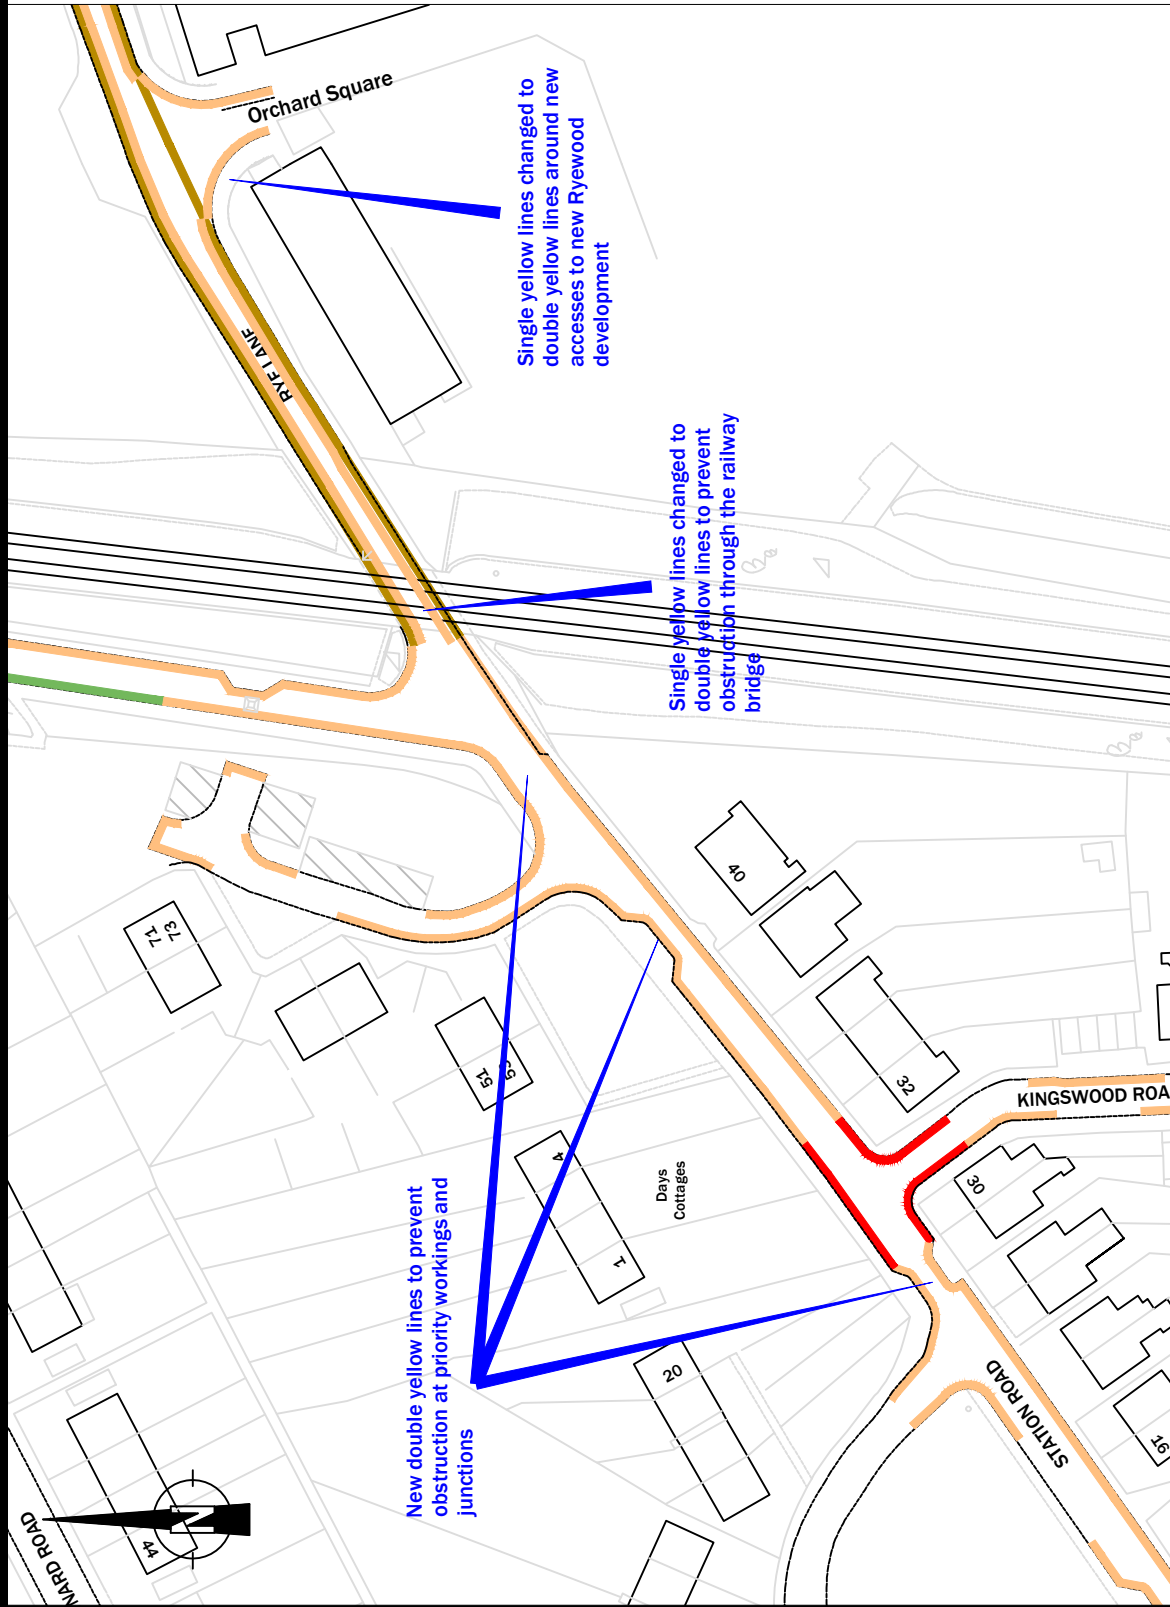 Orchard Square
Single yellow lines changed to
double yellow lines around new
accesses to new Ryewood
development
RYE LANE
Single yellow lines changed to
double yellow lines to prevent
obstruction through the railway
bridge
40
71
73
51
53
32
KINGSWOOD ROA
4
1
Days
Cottages
30
New double yellow lines to prevent
obstruction at priority workings and
junctions
20
STATION ROAD
16
44
N
NARD ROAD